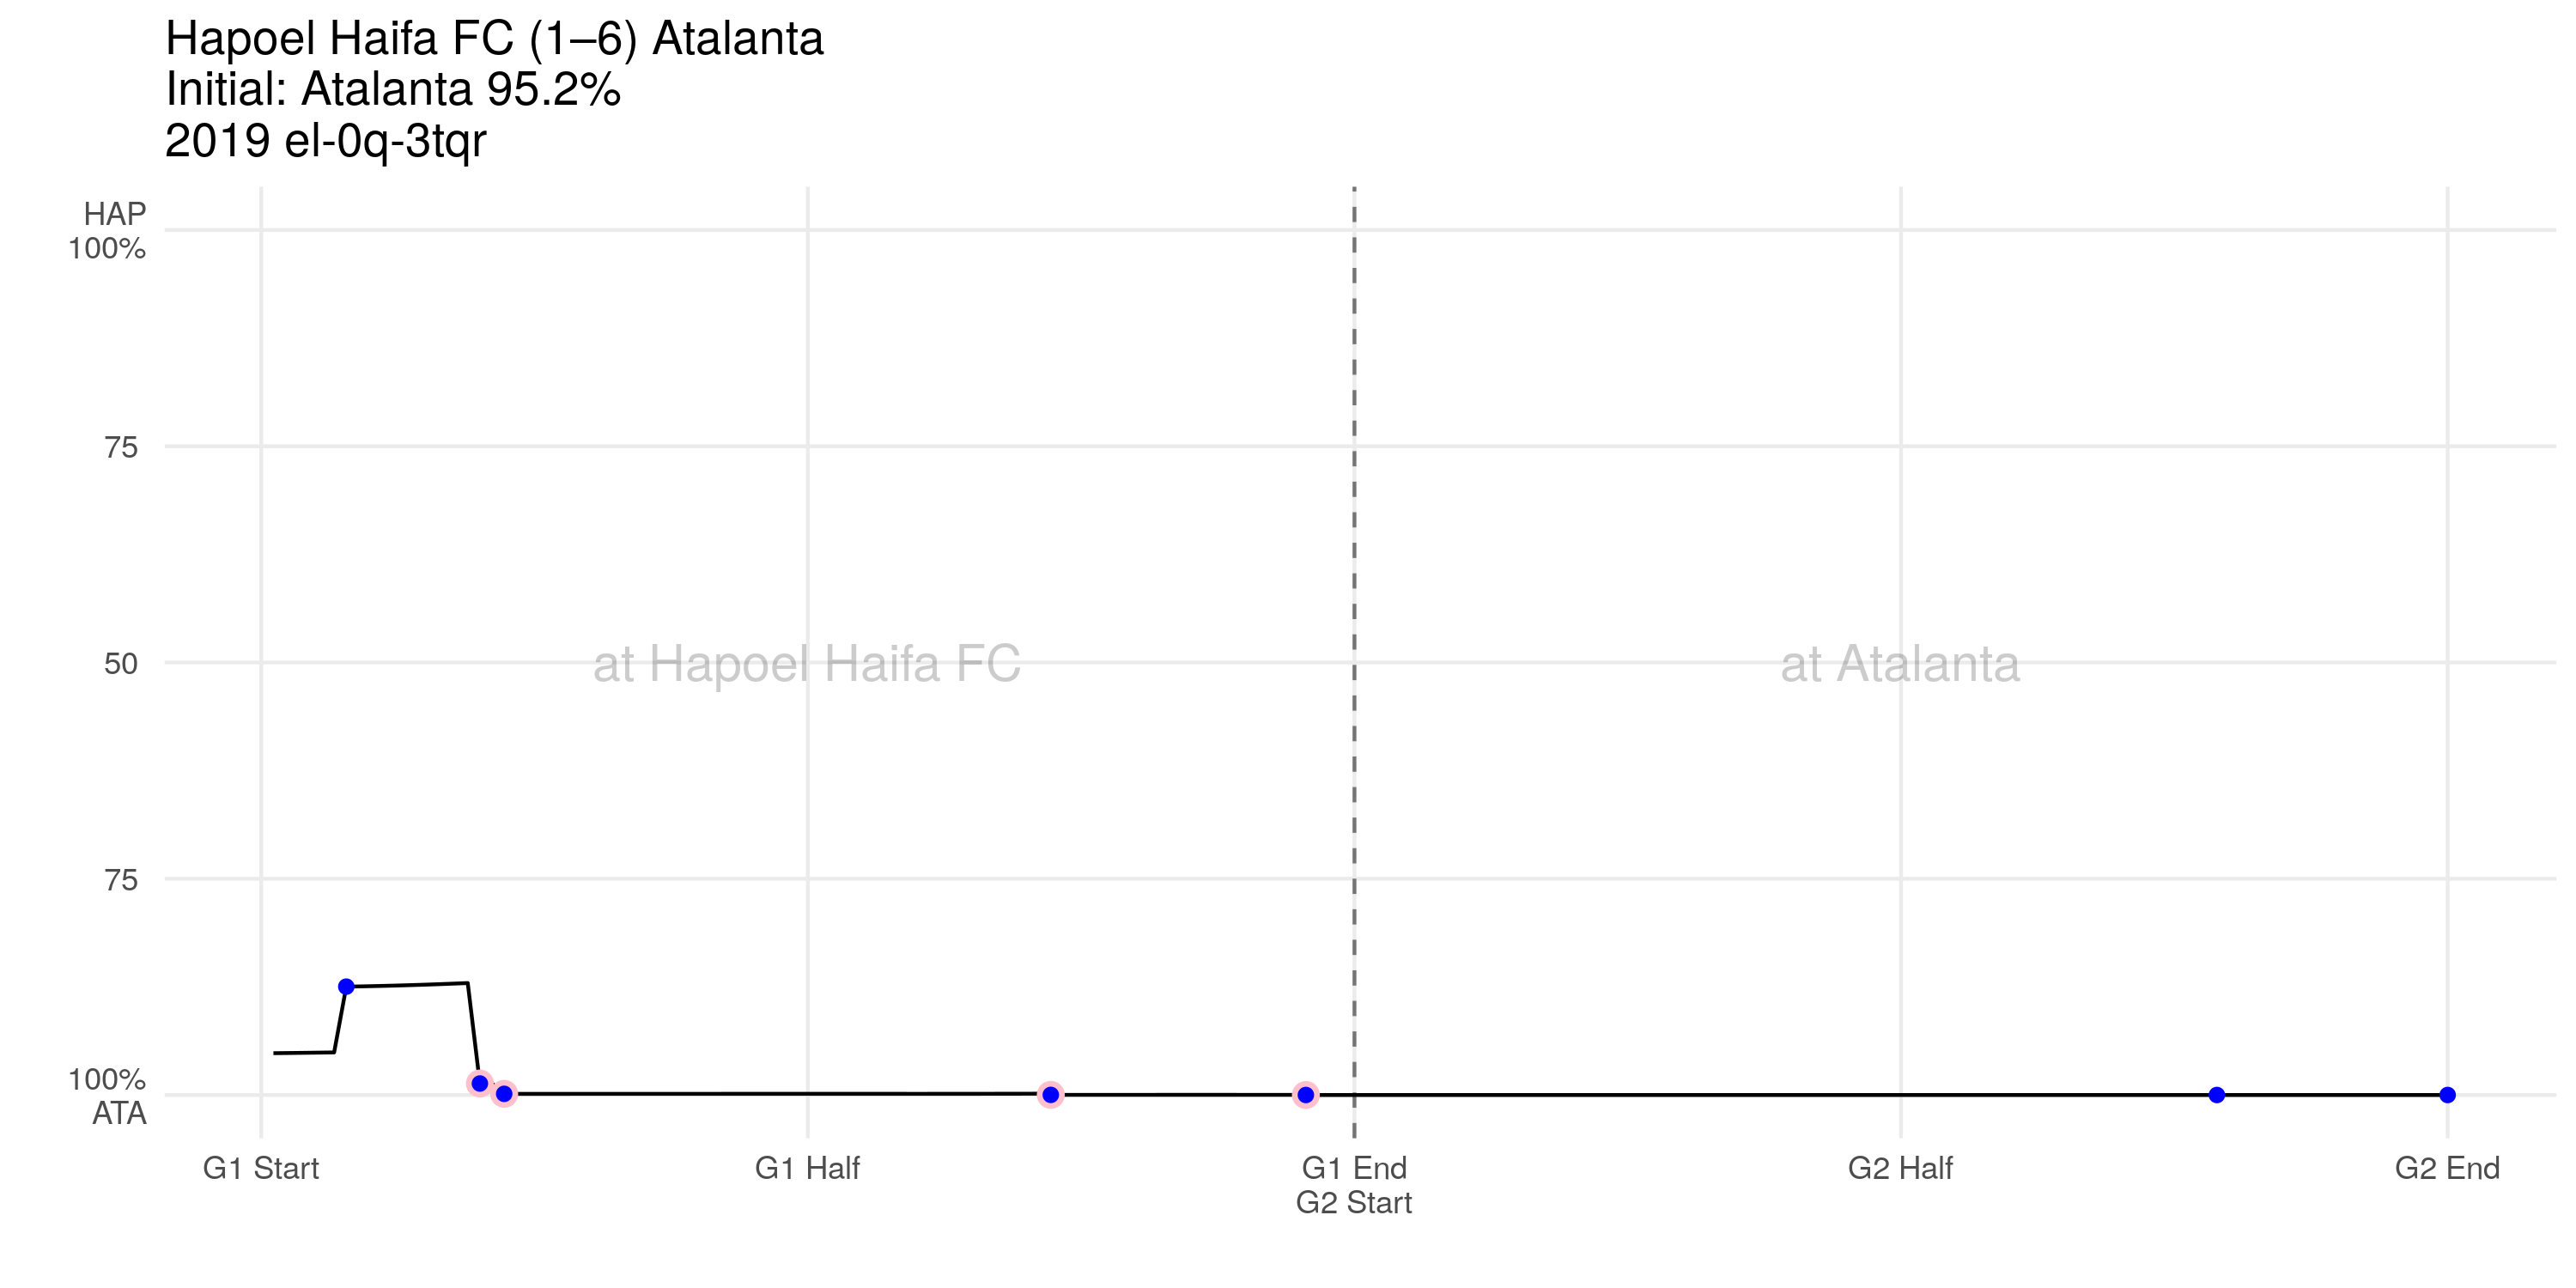 Hapoel Haifa FC (1–6) Atalanta
Initial: Atalanta 95.2%
2019 el-0q-3tqr
HAP
100%
75
50
at Hapoel Haifa FC
at Atalanta
75
100%
ATA
G1 Start
G1 Half
G1 End
G2 Start
G2 Half
G2 End